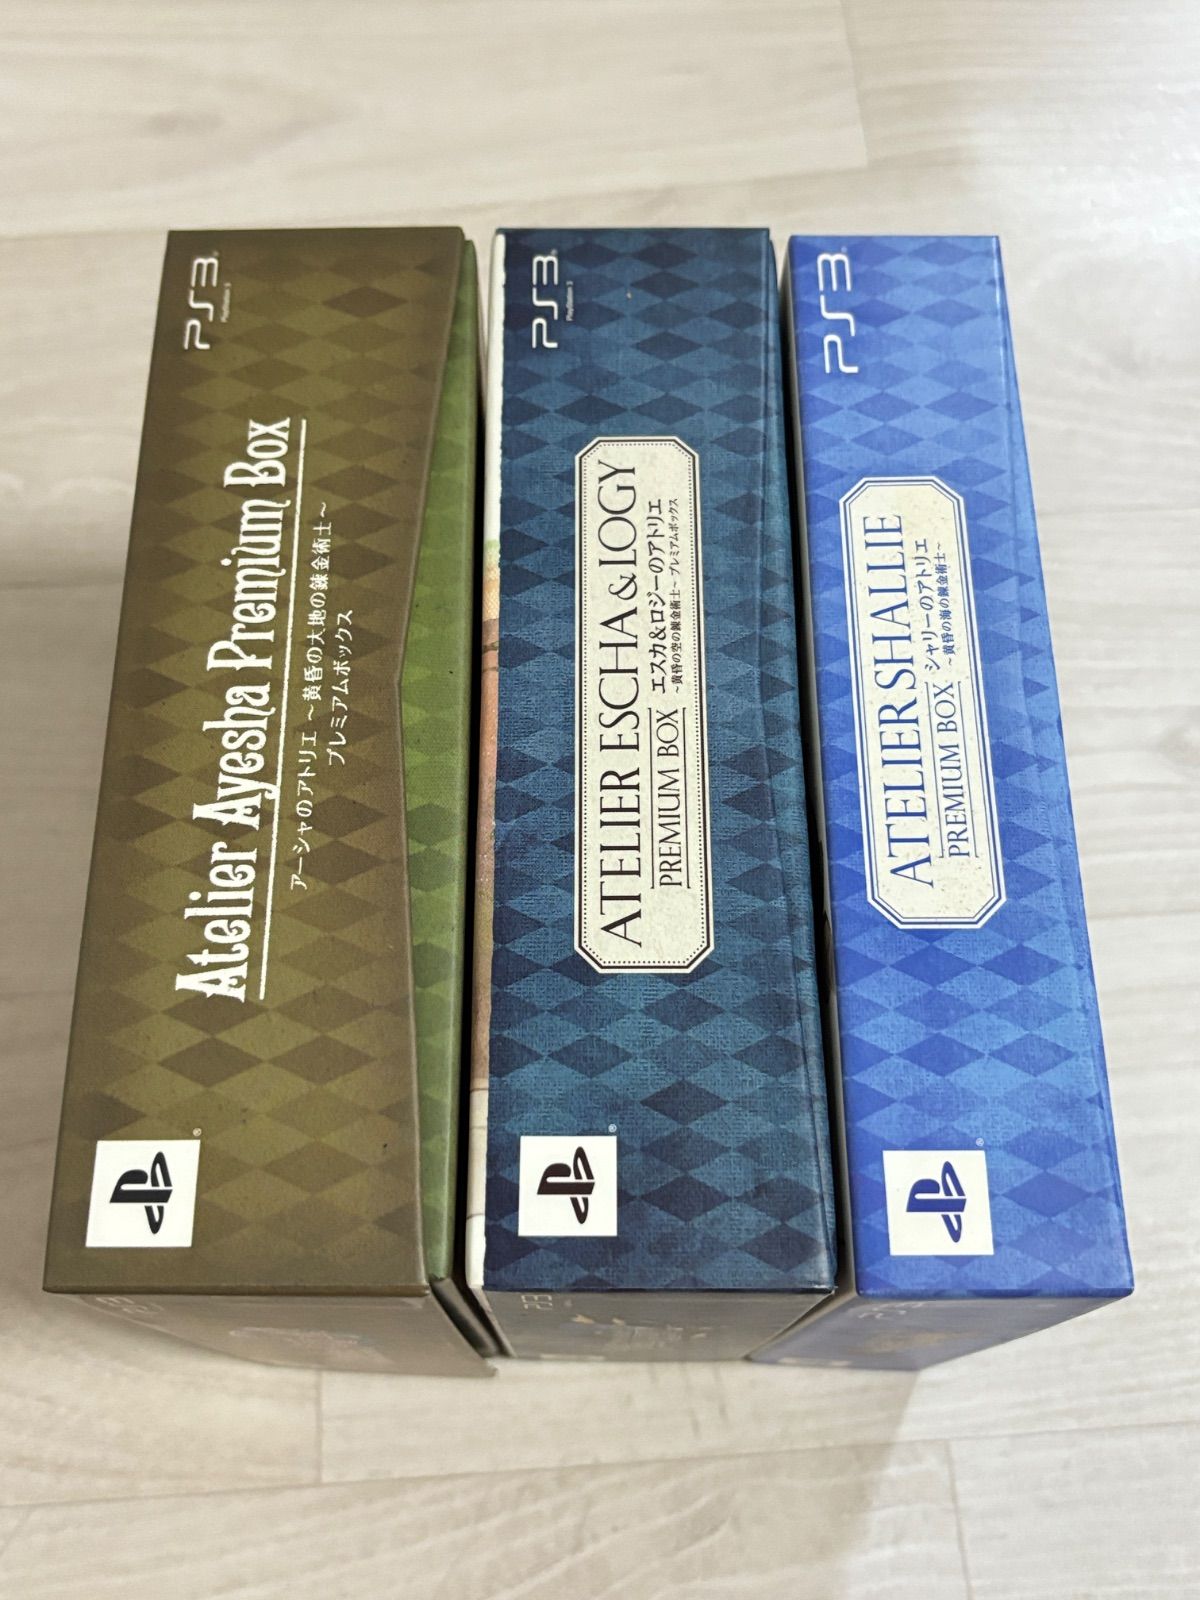 PS3
PlayStation 3
Atelier Ayesha Premium Box
アーシャのアトリエ ～黄昏の大地の錬金術士～
プレミアムボックス
PS3
PlayStation 3
ATELIER ESCHA & LOGY
PREMIUM BOX
エスカ&ロジーのアトリエ
～黄昏の空の錬金術士～ プレミアムボックス
PS3
ATELIER SHALLIE
PREMIUM BOX
シャリーのアトリエ
～黄昏の海の錬金術士～